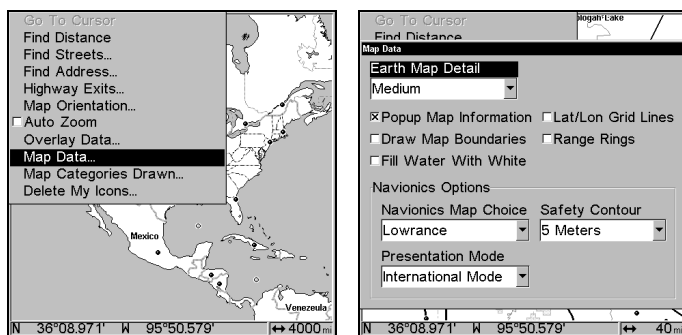 Go To Cursor
Find Distance
Find Streets...
Find Address...
Highway Exits...
Map Orientation...
Auto Zoom
Overlay Data...
Map Data...
Map Categories Drawn...
Delete My Icons...
Mexico
Venezuela
N 36°08.971' W 95°50.579' ↔ 4000 mi
Go To Cursor
Find Distance
ologah Lake
Map Data
Earth Map Detail
Medium
Popup Map Information Lat/Lon Grid Lines
Draw Map Boundaries Range Rings
Fill Water With White
Navionics Options
Navionics Map Choice Safety Contour
Lowrance 5 Meters
Presentation Mode
International Mode
N 36°08.971' W 95°50.579' ↔ 40 mi